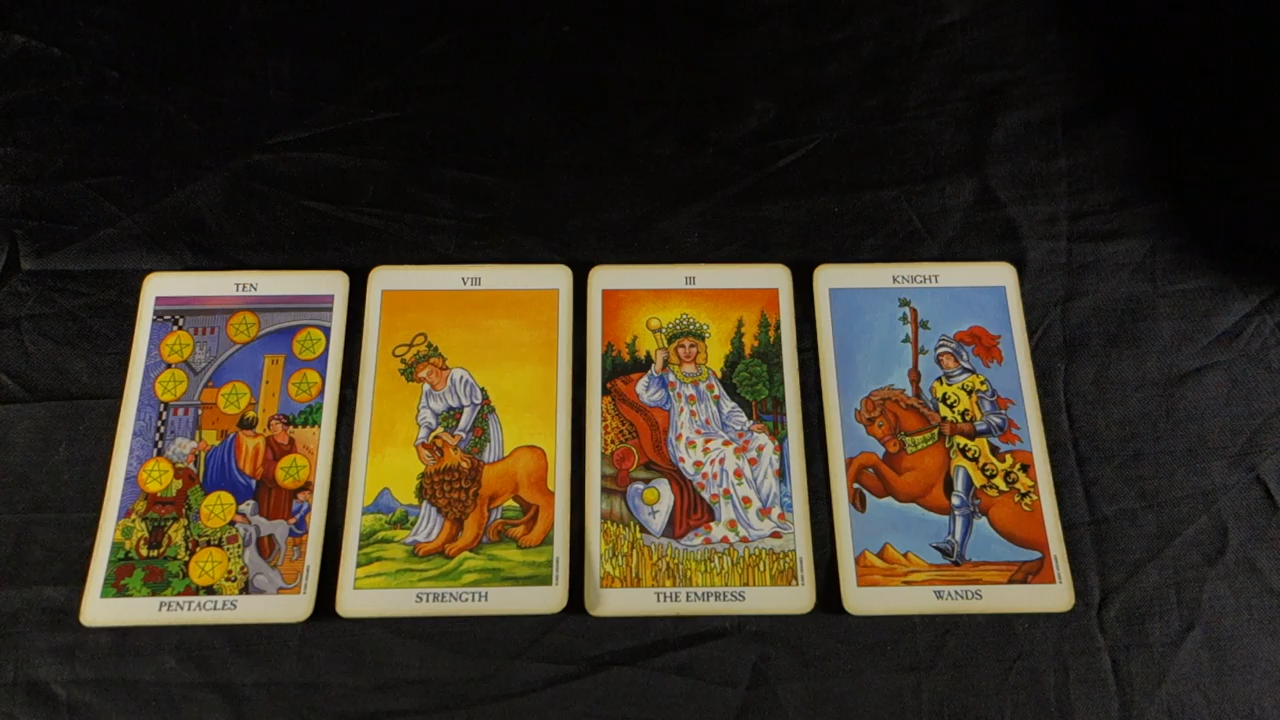 TEN
PENTACLES
VIII
STRENGTH
III
THE EMPRESS
KNIGHT
WANDS